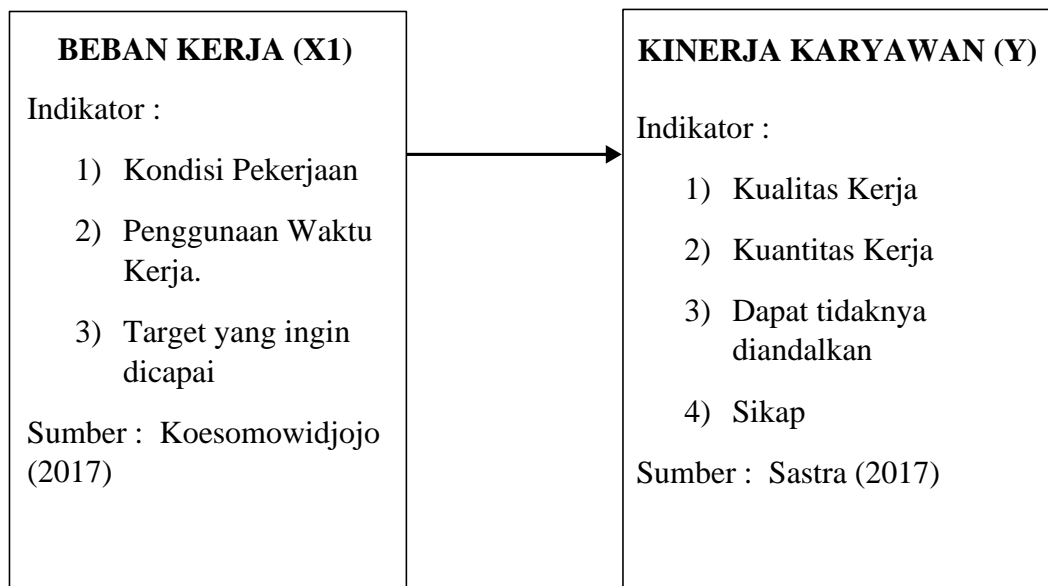 BEBAN KERJA (X1)
Indikator :
1) Kondisi Pekerjaan
2) Penggunaan Waktu
Kerja.
3) Target yang ingin
dicapai
Sumber : Koesomowidjojo
(2017)
KINERJA KARYAWAN (Y)
Indikator :
1) Kualitas Kerja
2) Kuantitas Kerja
3) Dapat tidaknya
diandalkan
4) Sikap
Sumber : Sastra (2017)